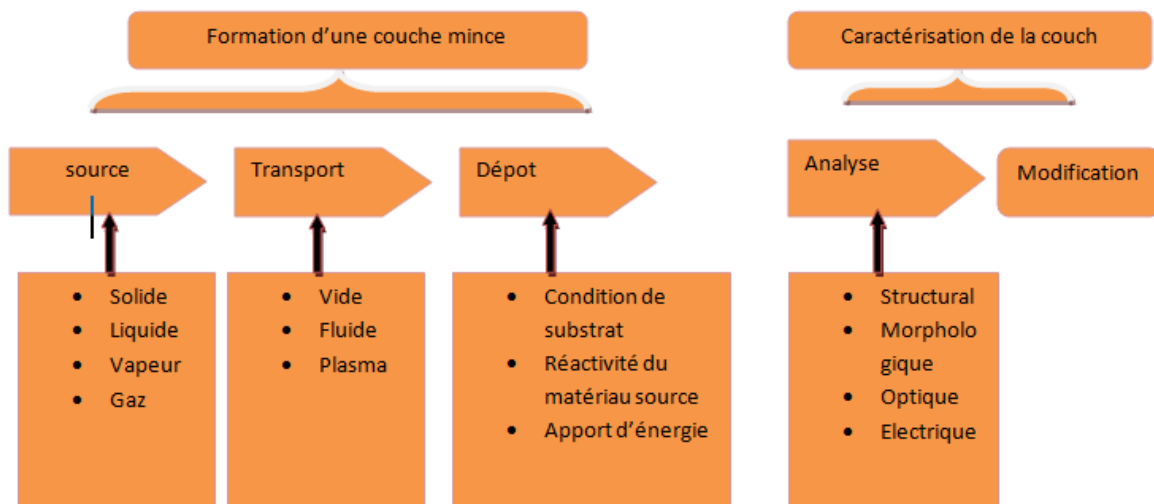 Formation d’une couche mince
Caractérisation de la couch
source
Transport
Dépot
Analyse
Modification
• Solide
• Liquide
• Vapeur
• Gaz
• Vide
• Fluide
• Plasma
• Condition de
substrat
• Réactivité du
matériau source
• Apport d’énergie
• Structural
• Morpholo
gique
• Optique
• Electrique